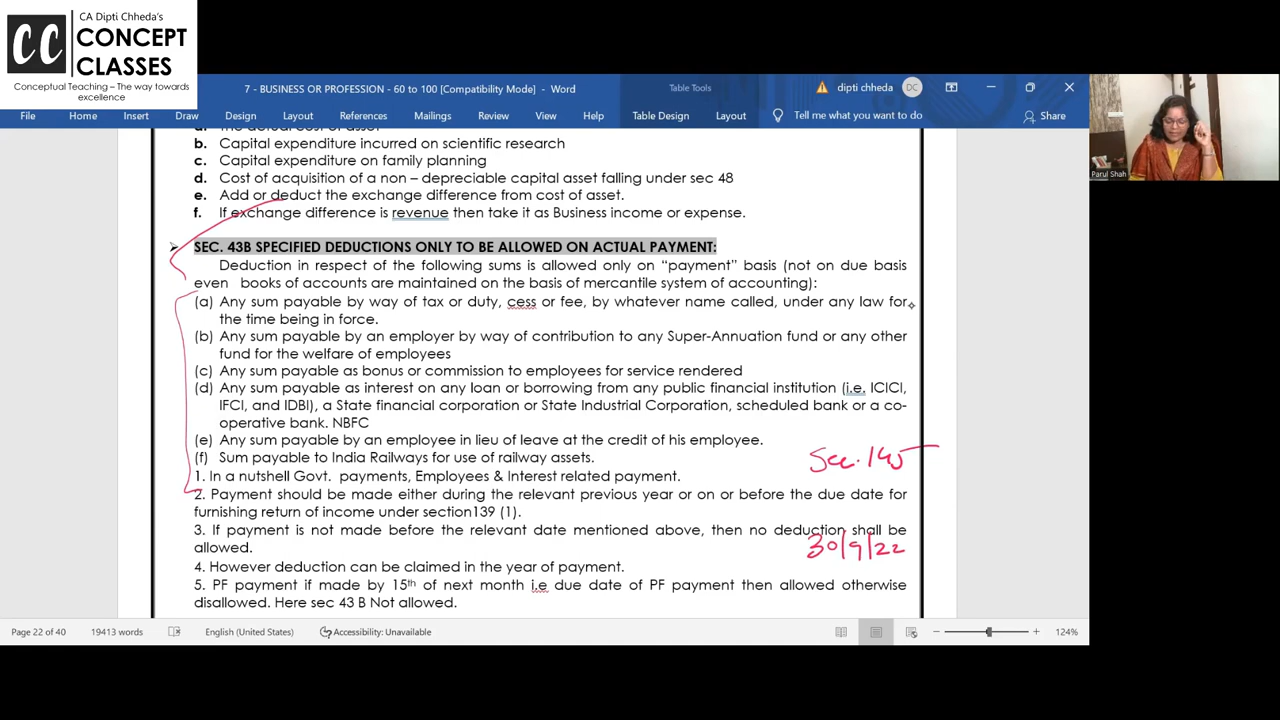 CA Dipti Chheda's
CC
CONCEPT
CLASSES
Conceptual Teaching – The way towards
excellence
7 - BUSINESS OR PROFESSION - 60 to 100 [Compatibility Mode] - Word
Table Tools
dipti chheda
DC
File Home Insert Draw Design Layout References Mailings Review View Help Table Design Layout Tell me what you want to do Share
Parul Shah
a. The actual cost of asset
b. Capital expenditure incurred on scientific research
c. Capital expenditure on family planning
d. Cost of acquisition of a non – depreciable capital asset falling under sec 48
e. Add or deduct the exchange difference from cost of asset.
f. If exchange difference is revenue then take it as Business income or expense.
SEC. 43B SPECIFIED DEDUCTIONS ONLY TO BE ALLOWED ON ACTUAL PAYMENT:
Deduction in respect of the following sums is allowed only on “payment” basis (not on due basis
even books of accounts are maintained on the basis of mercantile system of accounting):
(a) Any sum payable by way of tax or duty, cess or fee, by whatever name called, under any law for
the time being in force.
(b) Any sum payable by an employer by way of contribution to any Super-Annuation fund or any other
fund for the welfare of employees
(c) Any sum payable as bonus or commission to employees for service rendered
(d) Any sum payable as interest on any loan or borrowing from any public financial institution (i.e. ICICI,
IFCI, and IDBI), a State financial corporation or State Industrial Corporation, scheduled bank or a co-
operative bank. NBFC
(e) Any sum payable by an employee in lieu of leave at the credit of his employee.
(f) Sum payable to India Railways for use of railway assets.
Sec. 145
1. In a nutshell Govt. payments, Employees & Interest related payment.
2. Payment should be made either during the relevant previous year or on or before the due date for
furnishing return of income under section139 (1).
3. If payment is not made before the relevant date mentioned above, then no deduction shall be
allowed.
30/9/22
4. However deduction can be claimed in the year of payment.
5. PF payment if made by 15th of next month i.e due date of PF payment then allowed otherwise
disallowed. Here sec 43 B Not allowed.
Page 22 of 40 19413 words English (United States) Accessibility: Unavailable 124%